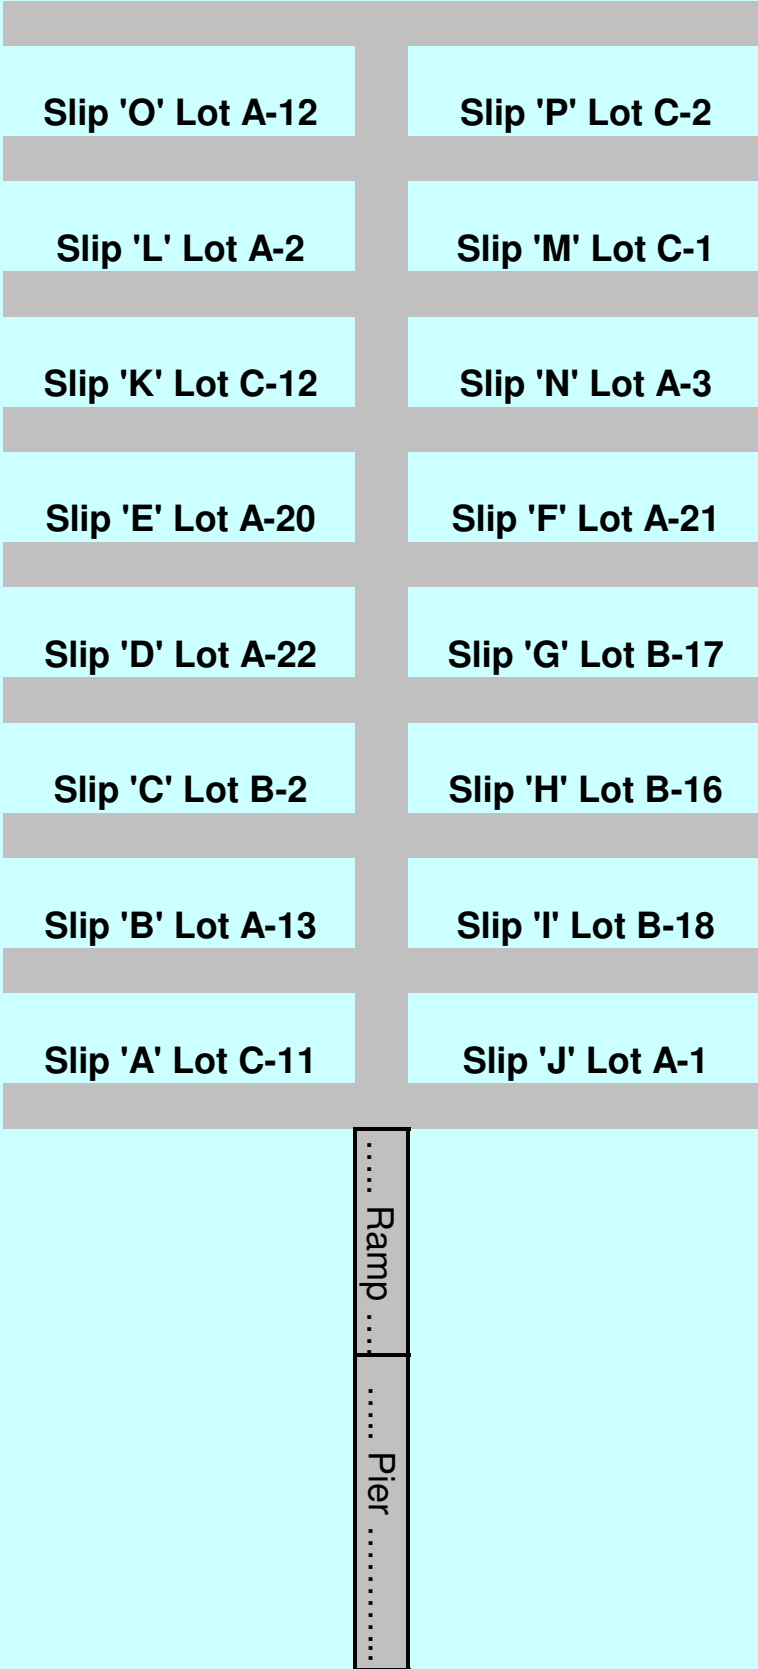 Slip 'O' Lot A-12 Slip 'P' Lot C-2
Slip 'L' Lot A-2 Slip 'M' Lot C-1
Slip 'K' Lot C-12 Slip 'N' Lot A-3
Slip 'E' Lot A-20 Slip 'F' Lot A-21
Slip 'D' Lot A-22 Slip 'G' Lot B-17
Slip 'C' Lot B-2 Slip 'H' Lot B-16
Slip 'B' Lot A-13 Slip 'I' Lot B-18
Slip 'A' Lot C-11 Slip 'J' Lot A-1
..... Ramp ....
..... Pier ............